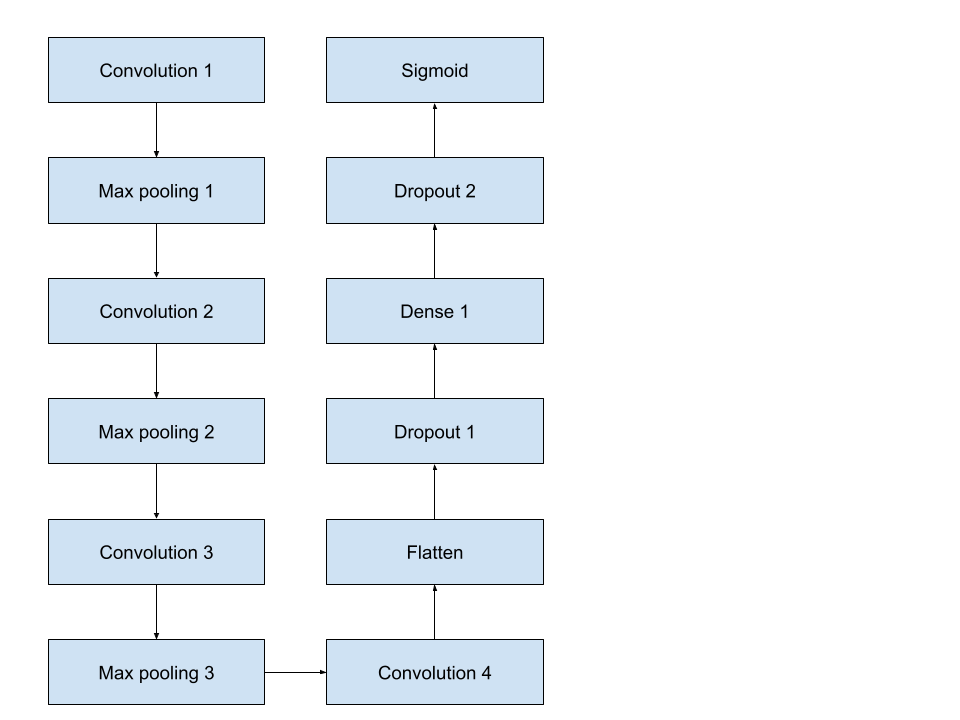 Convolution 1
Max pooling 1
Convolution 2
Max pooling 2
Convolution 3
Max pooling 3
Convolution 4
Flatten
Dropout 1
Dense 1
Dropout 2
Sigmoid